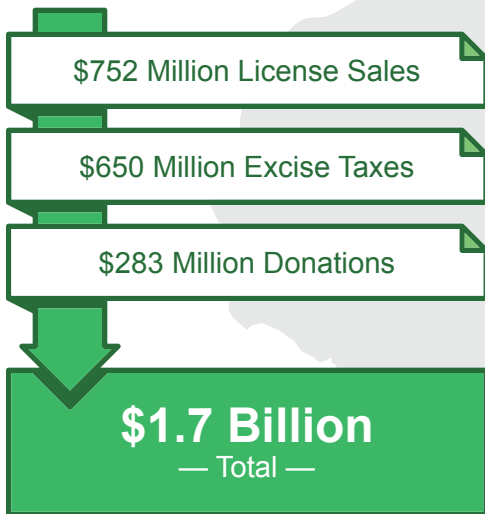 $752 Million License Sales
$650 Million Excise Taxes
$283 Million Donations
$1.7 Billion
— Total —